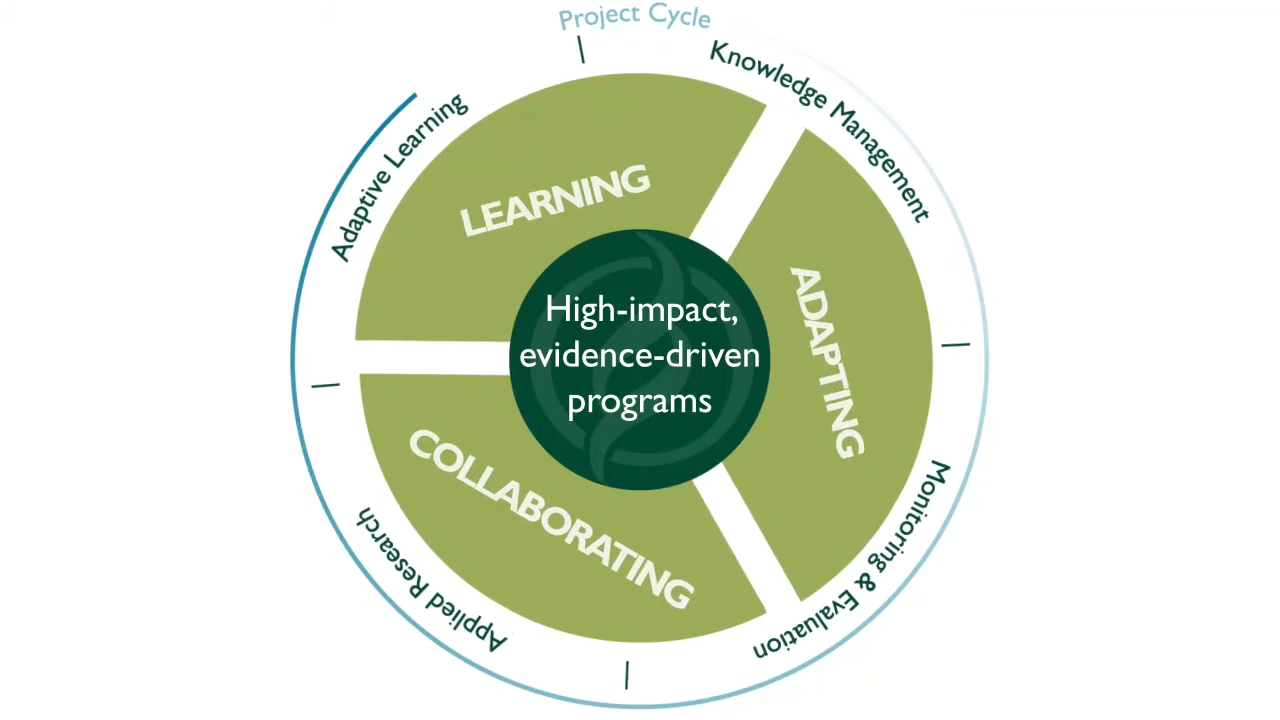 Project Cycle
Knowledge Management
Adaptive Learning
LEARNING
ADAPTING
High-impact,
evidence-driven
programs
COLLABORATING
Monitoring & Evaluation
Applied Research